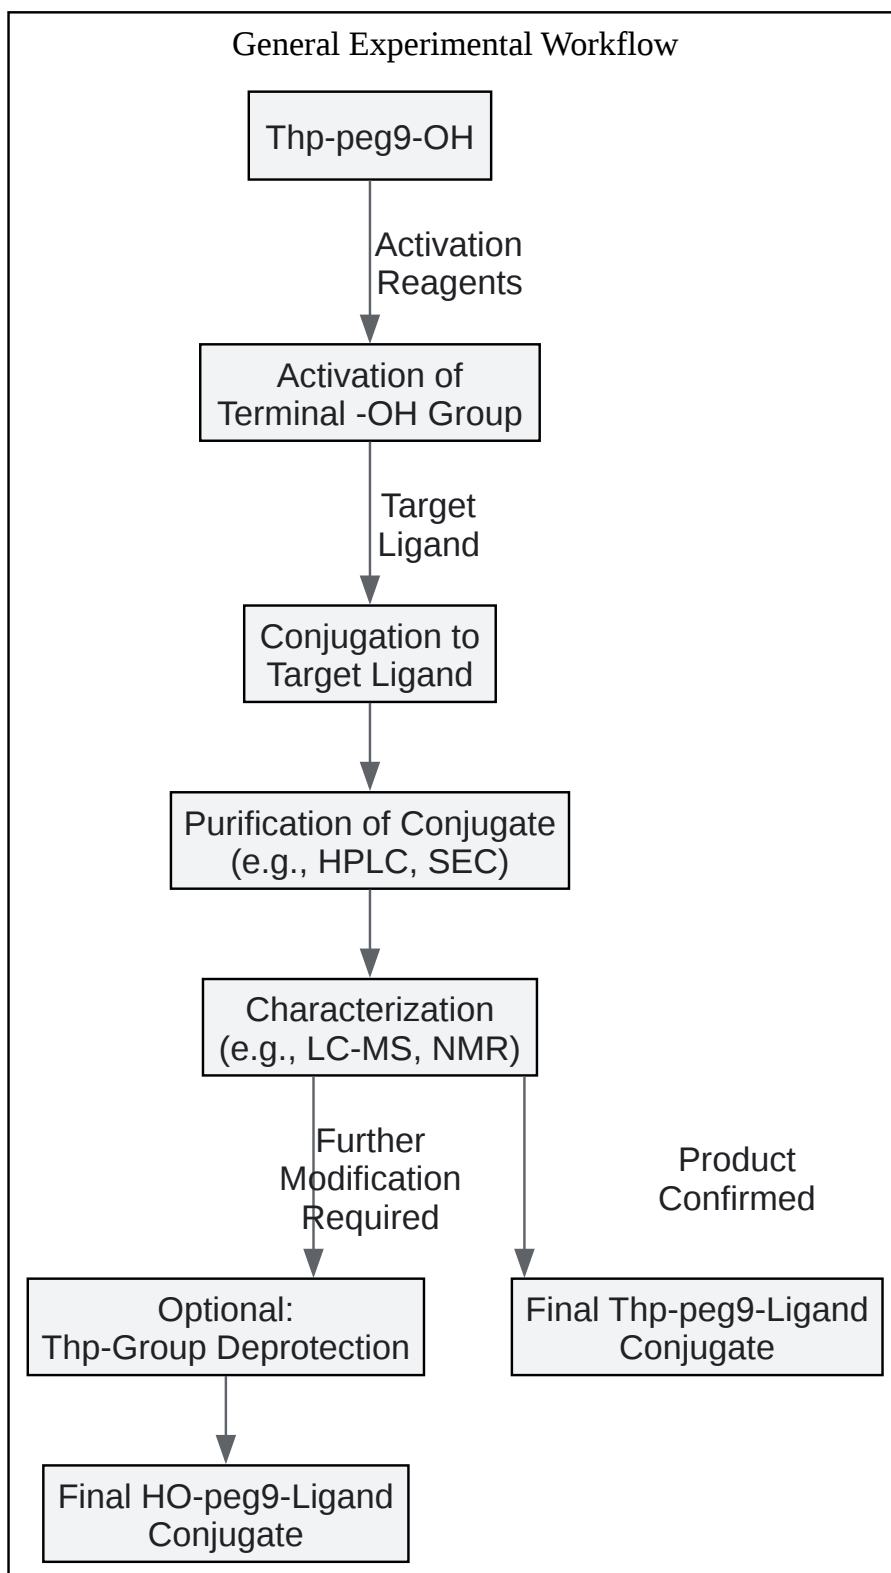 General Experimental Workflow
Thp-peg9-OH
Activation
Reagents
Activation of
Terminal -OH Group
Target
Ligand
Conjugation to
Target Ligand
Purification of Conjugate
(e.g., HPLC, SEC)
Characterization
(e.g., LC-MS, NMR)
Further
Modification
Required
Product
Confirmed
Optional:
Thp-Group Deprotection
Final Thp-peg9-Ligand
Conjugate
Final HO-peg9-Ligand
Conjugate